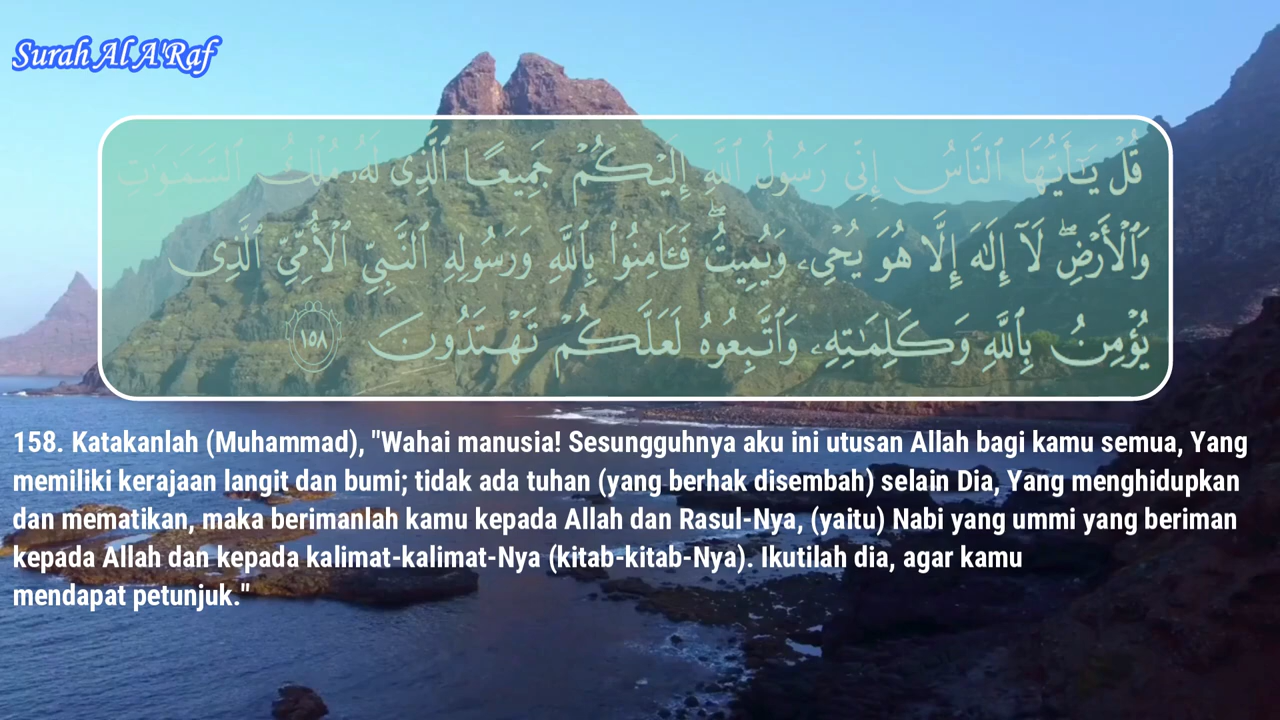 Surah Al A'Raf
قُلْ يَـٰٓأَيُّهَا ٱلنَّاسُ إِنِّى رَسُولُ ٱللَّهِ إِلَيْكُمْ جَمِيعًا ٱلَّذِى لَهُۥ مُلْكُ ٱلسَّمَـٰوَٰتِ
وَٱلْأَرْضِ ۖ لَآ إِلَـٰهَ إِلَّا هُوَ يُحْىِۦ وَيُمِيتُ ۖ فَـَٔامِنُوا۟ بِٱللَّهِ وَرَسُولِهِ ٱلنَّبِىِّ ٱلْأُمِّىِّ ٱلَّذِى
يُؤْمِنُ بِٱللَّهِ وَكَلِمَـٰتِهِۦ وَٱتَّبِعُوهُ لَعَلَّكُمْ تَهْتَدُونَ ١٥٨
158. Katakanlah (Muhammad), "Wahai manusia! Sesungguhnya aku ini utusan Allah bagi kamu semua, Yang
memiliki kerajaan langit dan bumi; tidak ada tuhan (yang berhak disembah) selain Dia, Yang menghidupkan
dan mematikan, maka berimanlah kamu kepada Allah dan Rasul-Nya, (yaitu) Nabi yang ummi yang beriman
kepada Allah dan kepada kalimat-kalimat-Nya (kitab-kitab-Nya). Ikutilah dia, agar kamu
mendapat petunjuk."